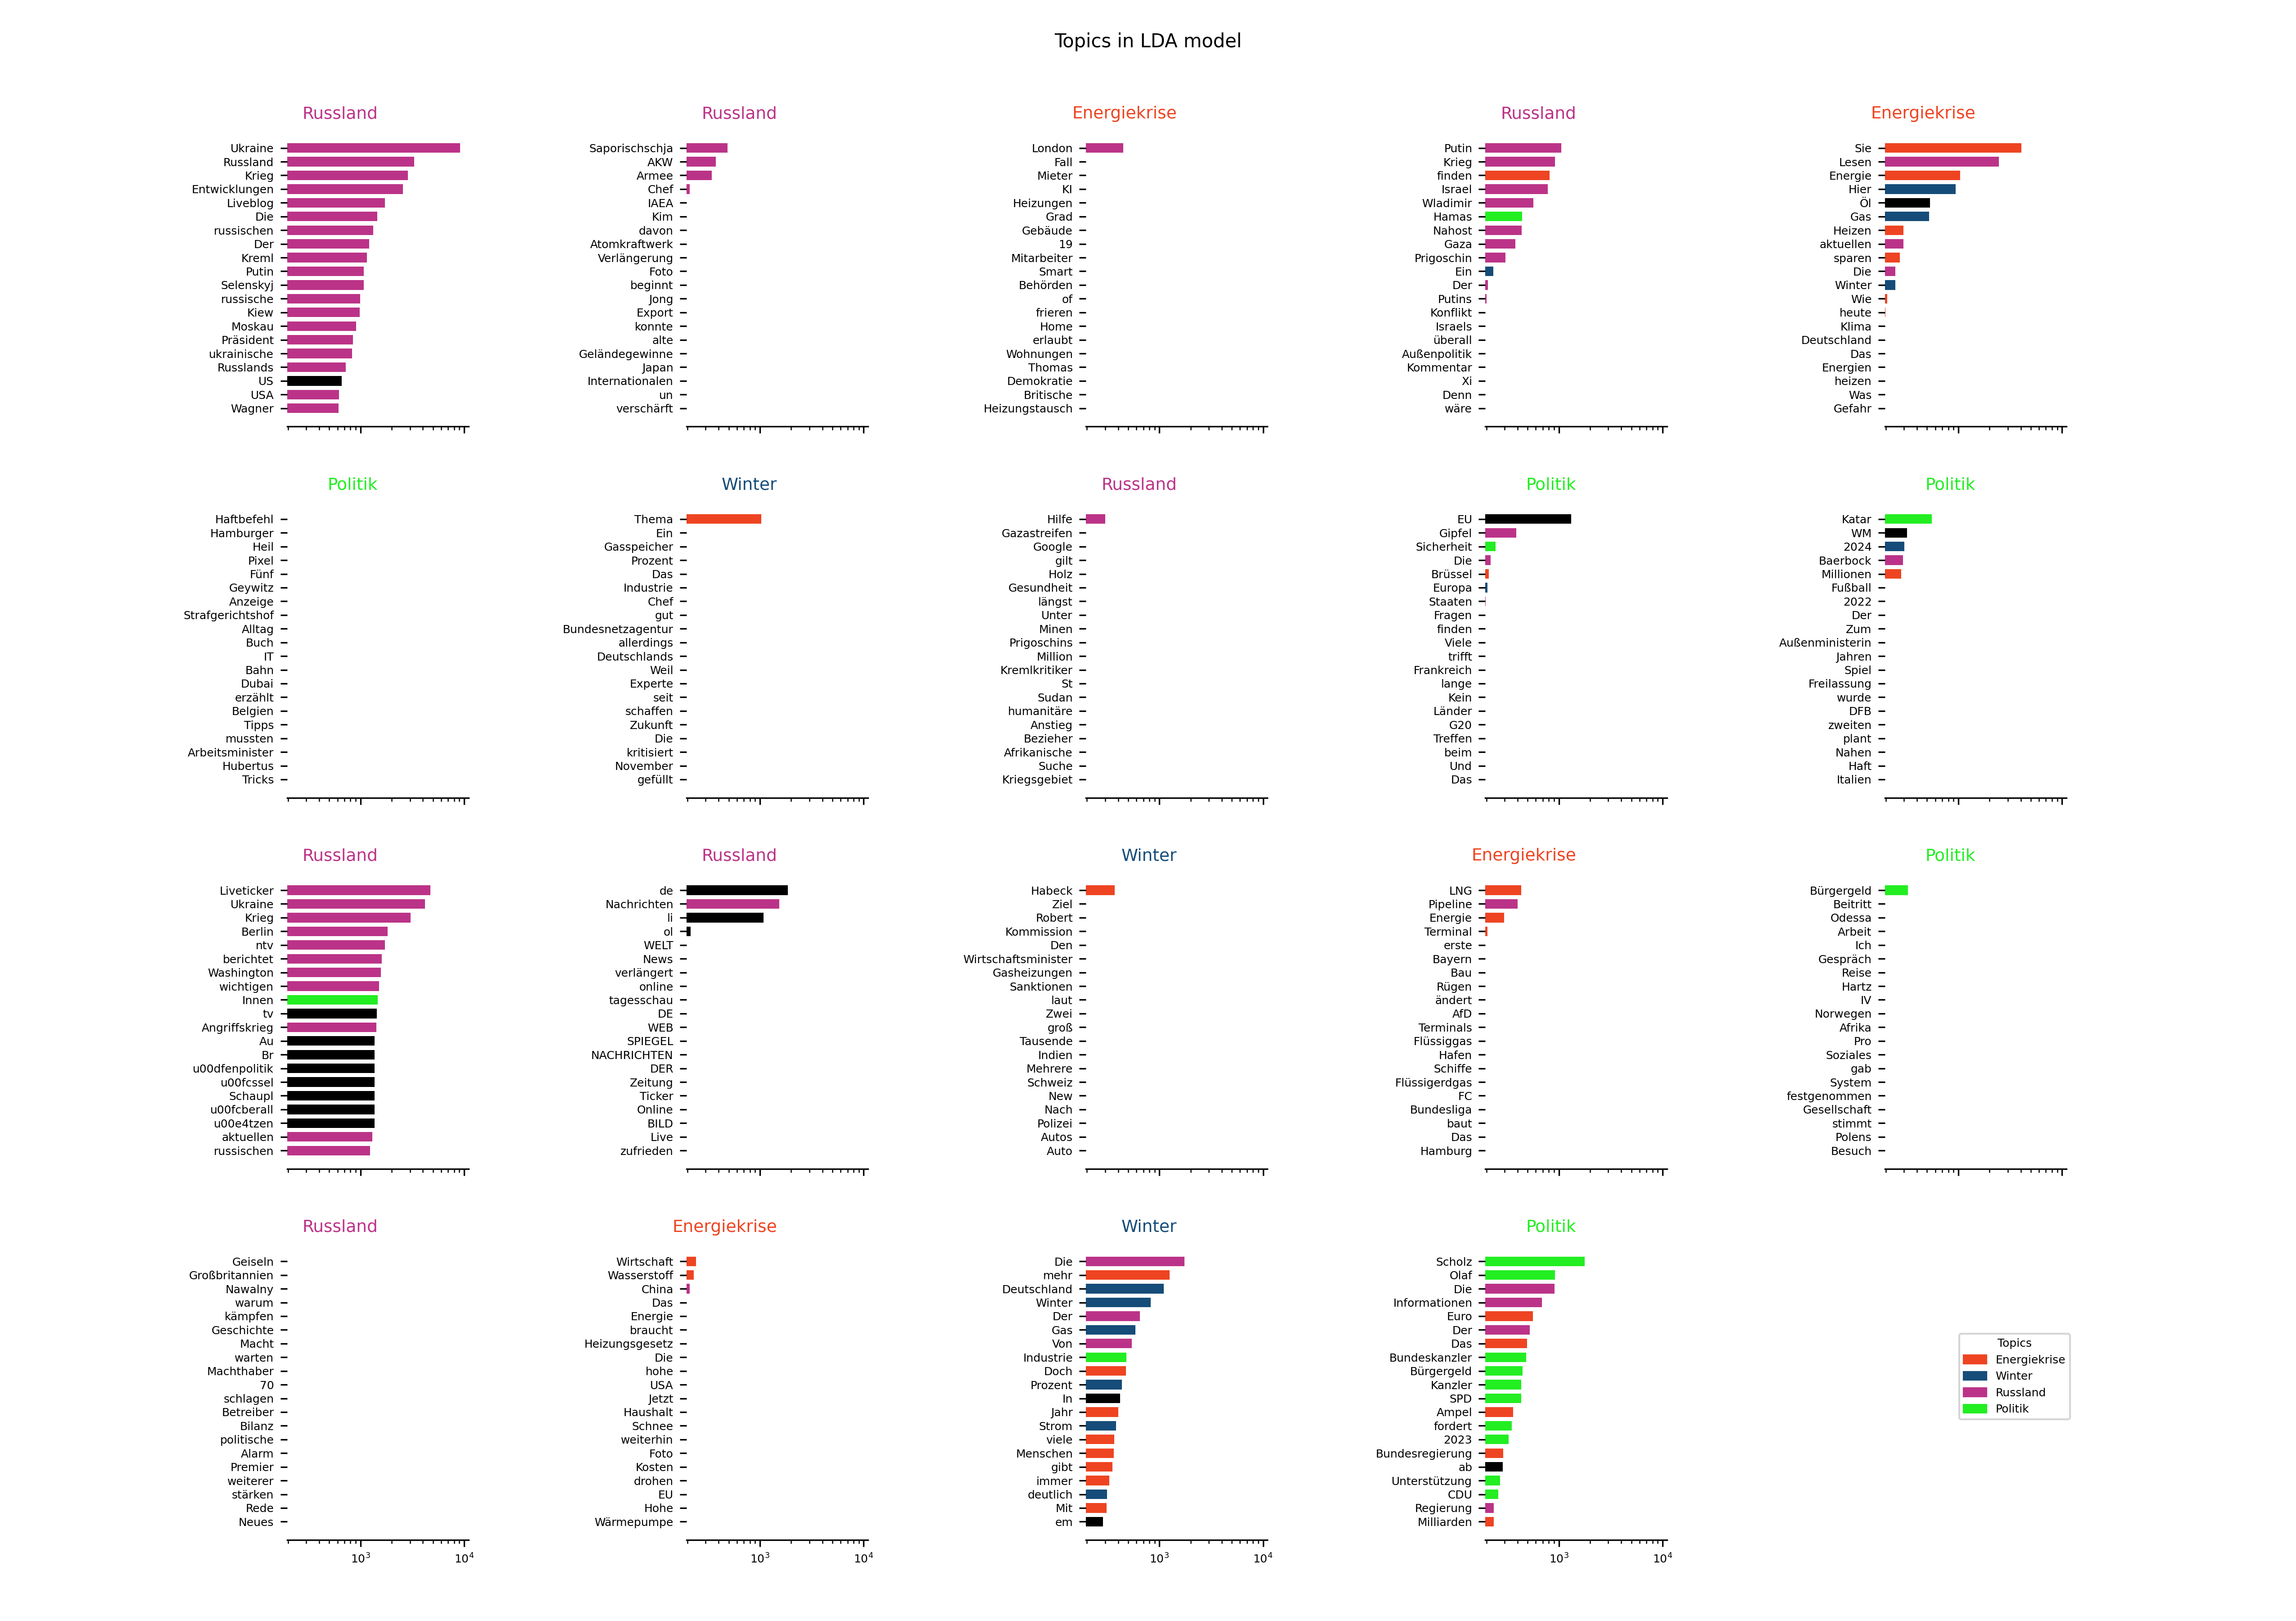 Topics in LDA model
Russland
Ukraine
Russland
Krieg
Entwicklungen
Liveblog
Die
russischen
Der
Kreml
Putin
Selenskyj
russische
Kiew
Moskau
Präsident
ukrainische
Russlands
US
USA
Wagner
Russland
Saporischschja
AKW
Armee
Chef
IAEA
Kim
davon
Atomkraftwerk
Verlängerung
Foto
beginnt
Jong
Export
konnte
alte
Geländegewinne
Japan
Internationalen
un
verschärft
Energiekrise
London
Fall
Mieter
KI
Heizungen
Grad
Gebäude
19
Mitarbeiter
Smart
Behörden
of
frieren
Home
erlaubt
Wohnungen
Thomas
Demokratie
Britische
Heizungstausch
Russland
Putin
Krieg
finden
Israel
Wladimir
Hamas
Nahost
Gaza
Prigoschin
Ein
Der
Putins
Konflikt
Israels
überall
Außenpolitik
Kommentar
Xi
Denn
wäre
Energiekrise
Sie
Lesen
Energie
Hier
Öl
Gas
Heizen
aktuellen
sparen
Die
Winter
Wie
heute
Klima
Deutschland
Das
Energien
heizen
Was
Gefahr
Politik
Haftbefehl
Hamburger
Heil
Pixel
Fünf
Geywitz
Anzeige
Strafgerichtshof
Alltag
Buch
IT
Bahn
Dubai
erzählt
Belgien
Tipps
mussten
Arbeitsminister
Hubertus
Tricks
Winter
Thema
Ein
Gasspeicher
Prozent
Das
Industrie
Chef
gut
Bundesnetzagentur
allerdings
Deutschlands
Weil
Experte
seit
schaffen
Zukunft
Die
kritisiert
November
gefüllt
Russland
Hilfe
Gazastreifen
Google
gilt
Holz
Gesundheit
längst
Unter
Minen
Prigoschins
Million
Kremlkritiker
St
Sudan
humanitäre
Anstieg
Bezieher
Afrikanische
Suche
Kriegsgebiet
Politik
EU
Gipfel
Sicherheit
Die
Brüssel
Europa
Staaten
Fragen
finden
Viele
trifft
Frankreich
lange
Kein
Länder
G20
Treffen
beim
Und
Das
Politik
Katar
WM
2024
Baerbock
Millionen
Fußball
2022
Der
Zum
Außenministerin
Jahren
Spiel
Freilassung
wurde
DFB
zweiten
plant
Nahen
Haft
Italien
Russland
Liveticker
Ukraine
Krieg
Berlin
ntv
berichtet
Washington
wichtigen
Innen
tv
Angriffskrieg
Au
Br
u00dfenpolitik
u00fcssel
Schaupl
u00fcberall
u00e4tzen
aktuellen
russischen
Russland
de
Nachrichten
li
ol
WELT
News
verlängert
online
tagesschau
DE
WEB
SPIEGEL
NACHRICHTEN
DER
Zeitung
Ticker
Online
BILD
Live
zufrieden
Winter
Habeck
Ziel
Robert
Kommission
Den
Wirtschaftsminister
Gasheizungen
Sanktionen
laut
Zwei
groß
Tausende
Indien
Mehrere
Schweiz
New
Nach
Polizei
Autos
Auto
Energiekrise
LNG
Pipeline
Energie
Terminal
erste
Bayern
Bau
Rügen
ändert
AfD
Terminals
Flüssiggas
Hafen
Schiffe
Flüssigerdgas
FC
Bundesliga
baut
Das
Hamburg
Politik
Bürgergeld
Beitritt
Odessa
Arbeit
Ich
Gespräch
Reise
Hartz
IV
Norwegen
Afrika
Pro
Soziales
gab
System
festgenommen
Gesellschaft
stimmt
Polens
Besuch
Russland
Geiseln
Großbritannien
Nawalny
warum
kämpfen
Geschichte
Macht
warten
Machthaber
70
schlagen
Betreiber
Bilanz
politische
Alarm
Premier
weiterer
stärken
Rede
Neues
10³ 10⁴
Energiekrise
Wirtschaft
Wasserstoff
China
Das
Energie
braucht
Heizungsgesetz
Die
hohe
USA
Jetzt
Haushalt
Schnee
weiterhin
Foto
Kosten
drohen
EU
Hohe
Wärmepumpe
10³ 10⁴
Winter
Die
mehr
Deutschland
Winter
Der
Gas
Von
Industrie
Doch
Prozent
In
Jahr
Strom
viele
Menschen
gibt
immer
deutlich
Mit
em
10³ 10⁴
Politik
Scholz
Olaf
Die
Informationen
Euro
Der
Das
Bundeskanzler
Bürgergeld
Kanzler
SPD
Ampel
fordert
2023
Bundesregierung
ab
Unterstützung
CDU
Regierung
Milliarden
10³ 10⁴
Topics
Energiekrise
Winter
Russland
Politik